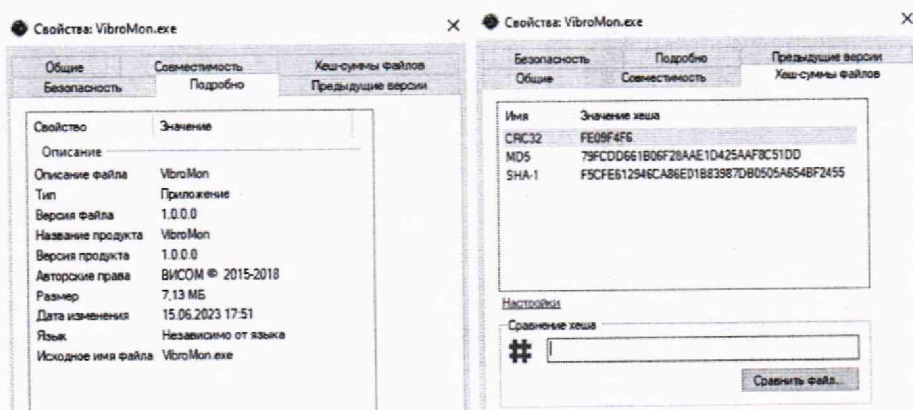 Свойства: VibroMon.exe
Общие Совместимость Хеш-суммы файлов
Безопасность Подробно Предыдущие версии
Свойство Значение
Описание
Описание файла VibroMon
Тип Приложение
Версия файла 1.0.0.0
Название продукта VibroMon
Версия продукта 1.0.0.0
Авторские права ВИСОМ © 2015-2018
Размер 7,13 МБ
Дата изменения 15.06.2023 17:51
Язык Независимо от языка
Исходное имя файла VibroMon.exe
Свойства: VibroMon.exe
Безопасность Подробно Предыдущие версии
Общие Совместимость Хеш-суммы файлов
Имя Значение хеша
CRC32 FE09F4F6
MD5 79FCDD661B06F28AAE1D425AAF8C51DD
SHA-1 F5CFE612946CA86ED1B83987DB0505A654BF2455
Настройки
Сравнение хеша
Сравнить файл...